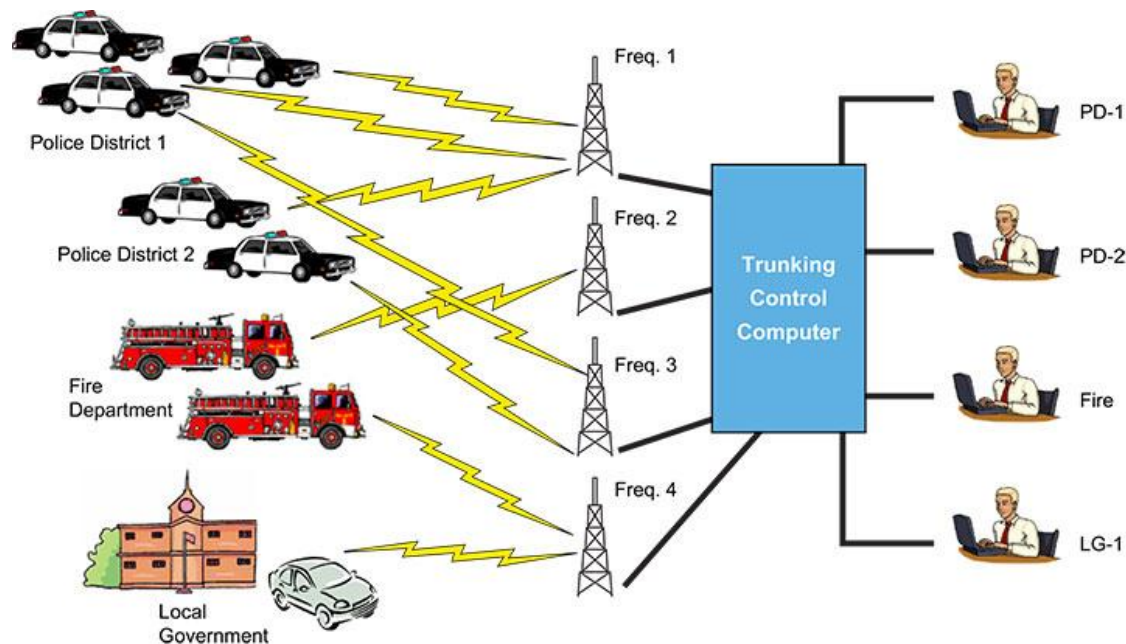 Freq. 1
PD-1
Police District 1
Freq. 2
PD-2
Police District 2
Trunking
Control
Computer
Freq. 3
Fire
Department
Fire
Freq. 4
LG-1
Local
Government